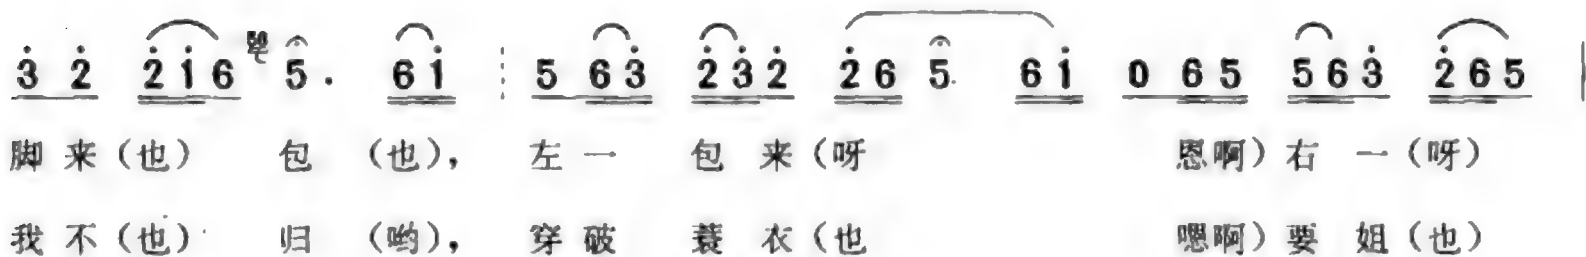 3̇ 2̇ 2̇ 1̇ 6 5 . 6 1̇ 5 6 3̇ 2̇ 3̇ 2̇ 2̇ 6 5. 6 1̇ 0 6 5 5 6 3̇ 2̇ 6 5
脚 来（也） 包 （也）， 左 一 包 来（呀 恩啊）右 一（呀）
我 不（也） 归 （哟）， 穿 破 蓑 衣（也 嗯啊）要 姐（也）